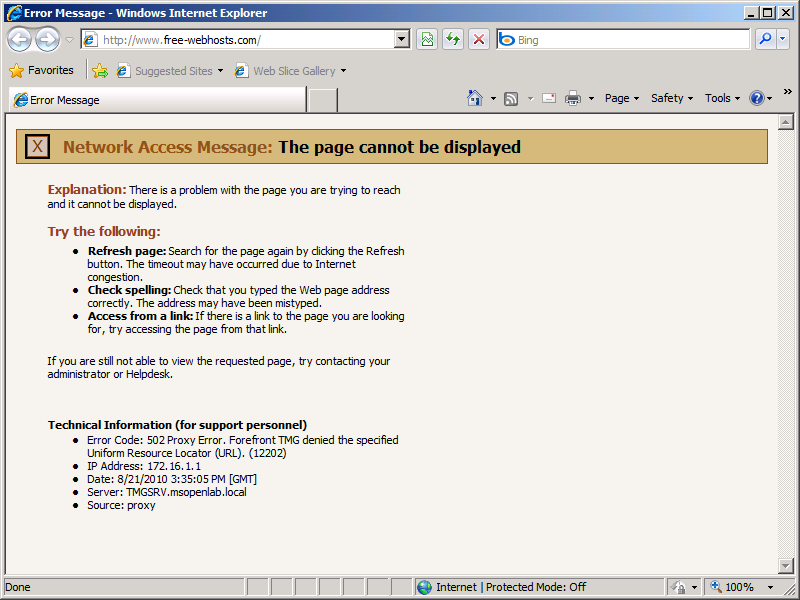 Error Message - Windows Internet Explorer
http://www.free-webhosts.com/
Bing
Favorites
Suggested Sites
Web Slice Gallery
Error Message
Page
Safety
Tools
»
X
Network Access Message: The page cannot be displayed
Explanation: There is a problem with the page you are trying to reach
and it cannot be displayed.
Try the following:
• Refresh page: Search for the page again by clicking the Refresh
button. The timeout may have occurred due to Internet
congestion.
• Check spelling: Check that you typed the Web page address
correctly. The address may have been mistyped.
• Access from a link: If there is a link to the page you are looking
for, try accessing the page from that link.
If you are still not able to view the requested page, try contacting your
administrator or Helpdesk.
Technical Information (for support personnel)
• Error Code: 502 Proxy Error. Forefront TMG denied the specified
Uniform Resource Locator (URL). (12202)
• IP Address: 172.16.1.1
• Date: 8/21/2010 3:35:05 PM [GMT]
• Server: TMGSRV.msopenlab.local
• Source: proxy
Done
Internet | Protected Mode: Off
100%